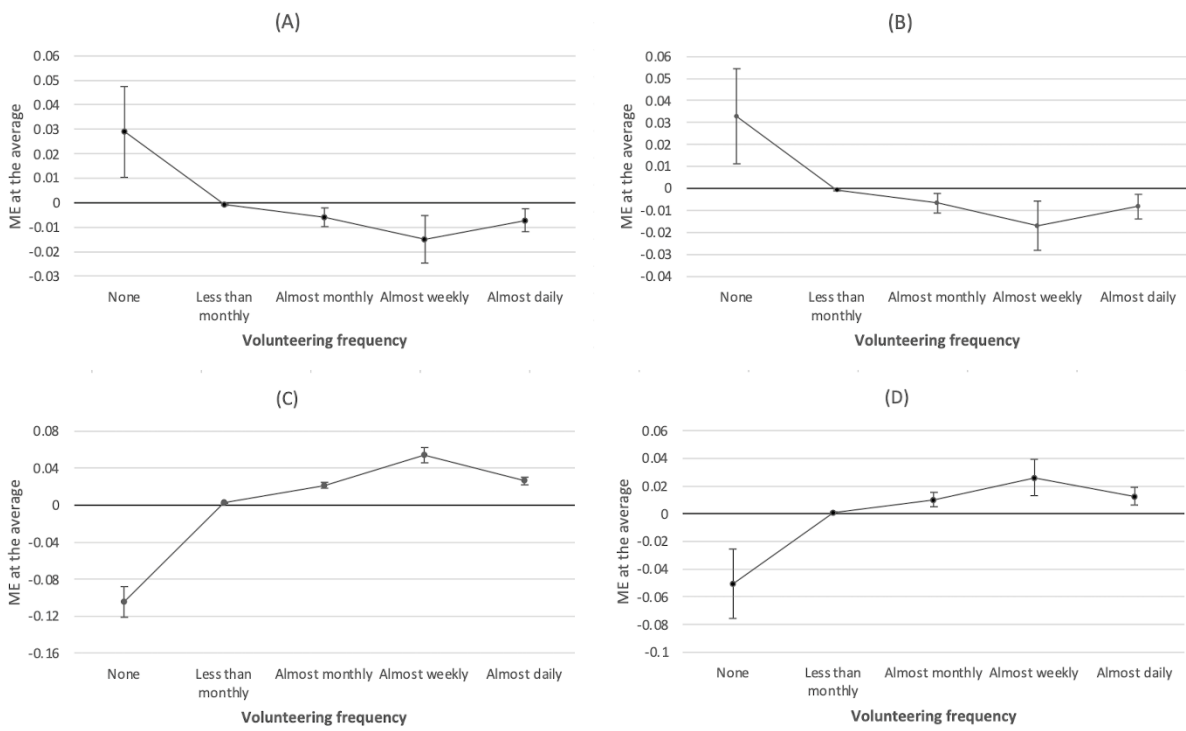 (A)
0.06
0.05
0.04
0.03
0.02
0.01
0
-0.01
-0.02
-0.03
ME at the average
None
Less than
monthly
Almost monthly
Almost weekly
Almost daily
Volunteering frequency
(B)
0.06
0.05
0.04
0.03
0.02
0.01
0
-0.01
-0.02
-0.03
-0.04
ME at the average
None
Less than
monthly
Almost monthly
Almost weekly
Almost daily
Volunteering frequency
(C)
0.08
0.04
0
-0.04
-0.08
-0.12
-0.16
ME at the average
None
Less than
monthly
Almost monthly
Almost weekly
Almost daily
Volunteering frequency
(D)
0.06
0.04
0.02
0
-0.02
-0.04
-0.06
-0.08
-0.1
ME at the average
None
Less than
monthly
Almost monthly
Almost weekly
Almost daily
Volunteering frequency